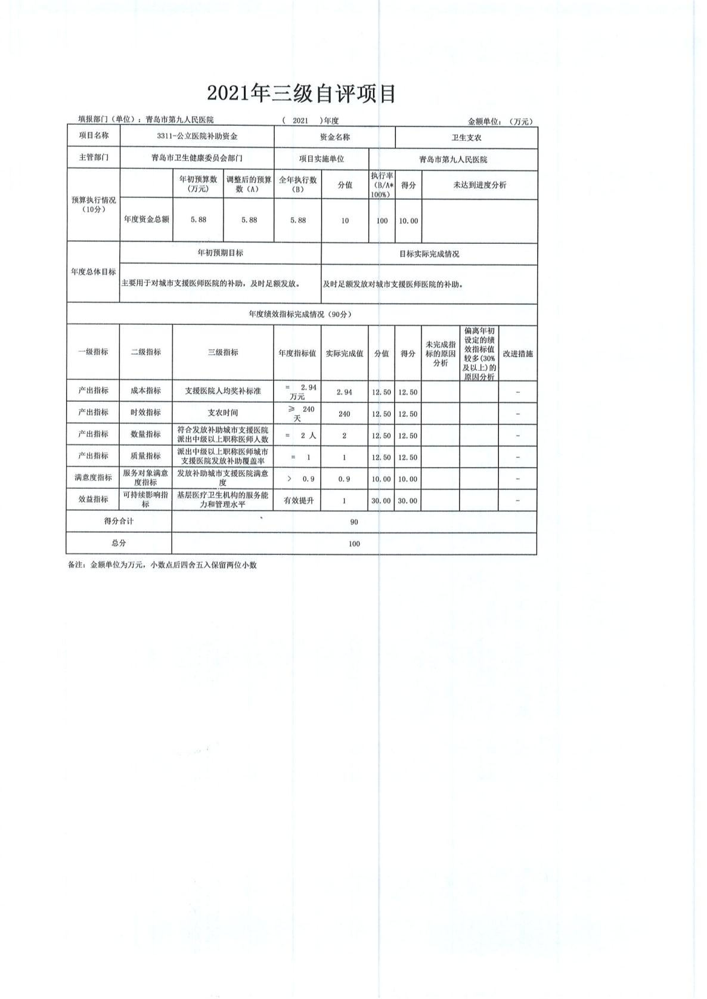 2021年三级自评项目
填报部门（单位）：青岛市第九人民医院 ( 2021 )年度 金额单位：（万元）
项目名称 3311-公立医院补助资金 资金名称 卫生支农
主管部门 青岛市卫生健康委员会部门 项目实施单位 青岛市第九人民医院
预算执行情况
（10分）
年初预算数
(万元)
调整后的预算
数（A）
全年执行数
（B）
分值
执行率
（B/A*
100%）
得分
未达到进度分析
年度资金总额 5.88 5.88 5.88 10 100 10.00
年度总体目标
年初预期目标 目标实际完成情况
主要用于对城市支援医师医院的补助，及时足额发放。 及时足额发放对城市支援医师医院的补助。
年度绩效指标完成情况（90分）
一级指标 二级指标 三级指标 年度指标值 实际完成值 分值 得分
未完成指
标的原因
分析
偏离年初
设定的绩
效指标值
较多(30%
及以上)的
原因分析
改进措施
产出指标 成本指标 支援医院人均奖补标准
= 2.94
万元
2.94 12.50 12.50 -
产出指标 时效指标 支农时间
≥ 240
天
240 12.50 12.50 -
产出指标 数量指标
符合发放补助城市支援医院
派出中级以上职称医师人数
= 2 人 2 12.50 12.50 -
产出指标 质量指标
派出中级以上职称医师城市
支援医院发放补助覆盖率
= 1 1 12.50 12.50 -
满意度指标
服务对象满意
度指标
发放补助城市支援医院满意
度
> 0.9 0.9 10.00 10.00 -
效益指标
可持续影响指
标
基层医疗卫生机构的服务能
力和管理水平
有效提升 1 30.00 30.00 -
得分合计 90
总分 100
备注：金额单位为万元，小数点后四舍五入保留两位小数